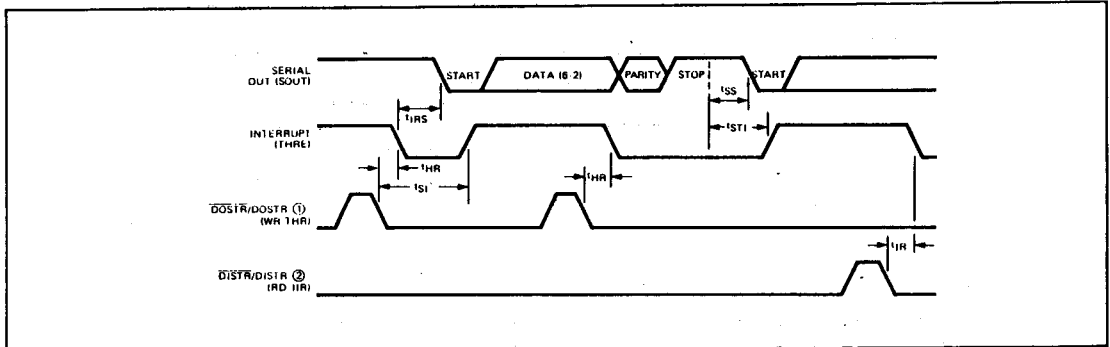 SERIAL
OUT (SOUT)
START
DATA (6-2)
PARITY
STOP
START
tSS
tIRS
tSTI
INTERRUPT
(THRE)
tHR
tSI
tHR
DOSTR/DOSTR ①
(WR THR)
tIR
DISTR/DISTR ②
(RD IIR)